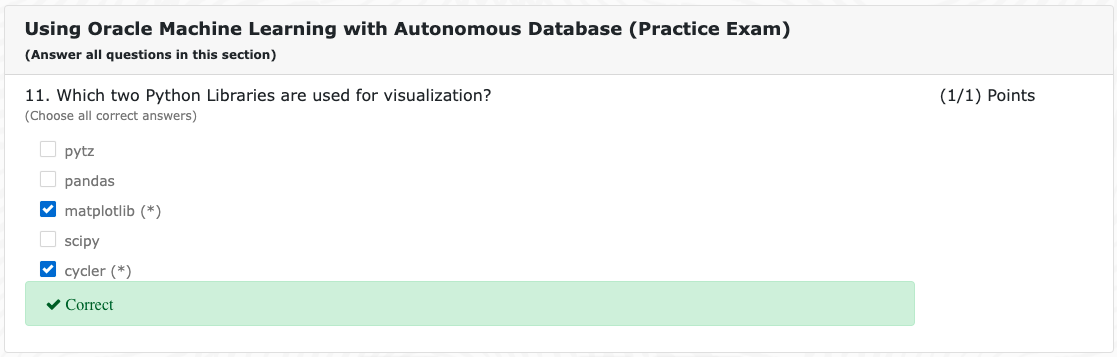 Using Oracle Machine Learning with Autonomous Database (Practice Exam)
(Answer all questions in this section)
11. Which two Python Libraries are used for visualization? (1/1) Points
(Choose all correct answers)
pytz
pandas
matplotlib (*)
scipy
cycler (*)
Correct